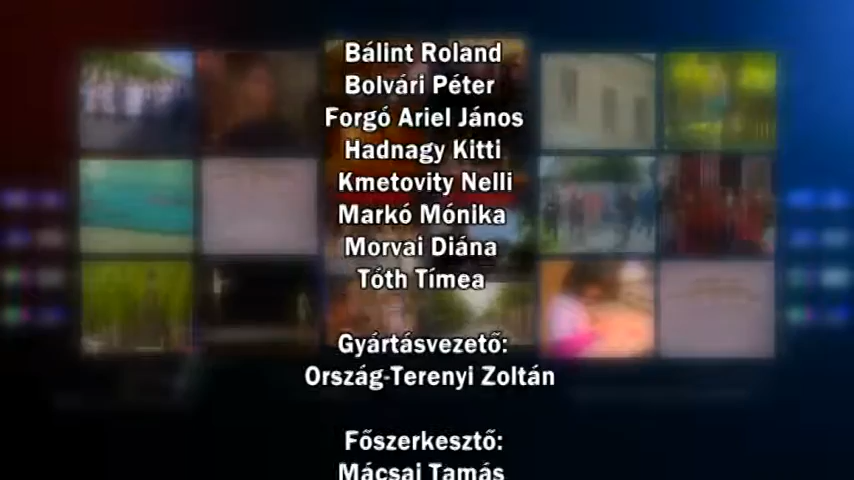 Bálint Roland
Bolvári Péter
Forgó Ariel János
Hadnagy Kitti
Kmetovity Nelli
Markó Mónika
Morvai Diána
Tóth Tímea
Gyártásvezető:
Ország-Terenyi Zoltán
Főszerkesztő:
Mácsai Tamás